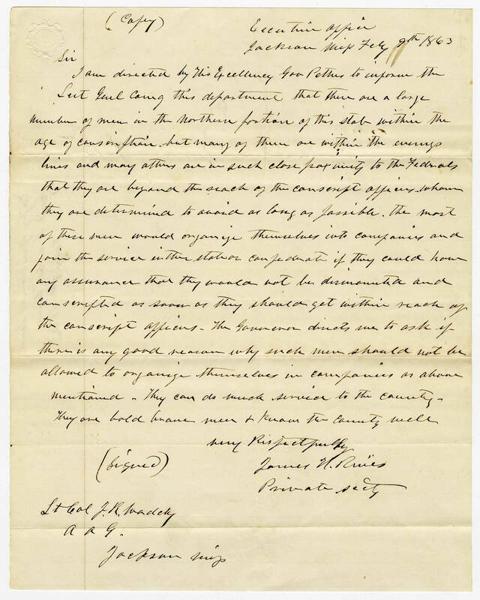 (Copy)
Executive Office
Jackson Miss Feby 9th 1863
Sir
I am directed by His Excellency Gov Pettus to inform the
Leut Genl Comg this department that there are a large
number of men in the northern portion of this state within the
age of conscription, but many of them are within the enemys
lines and many others are in such close proximity to the Federals
that they are beyond the reach of the conscript officers whom
they are determined to avoid as long as possible. The most
of these men would organize themselves into companies and
join the service either state or confederate if they could have
any assurance that they would not be dismounted and
conscripted as soon as they should get within reach of
the conscript officers - The Governor directs me to ask if
there is any good reason why such men should not be
allowed to organize themselves in companies as above
mentioned - They can do much service to the country -
They are bold brave men & know the country well
very Respectfully
(Signed) James H. Rives
Private secty
Lt Col J. R. Waddy
A A G.
Jackson Miss